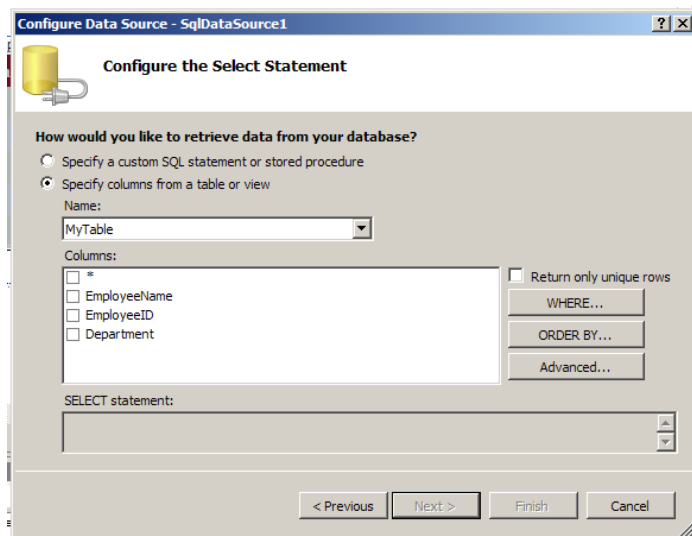 Configure Data Source - SqlDataSource1
Configure the Select Statement
How would you like to retrieve data from your database?
Specify a custom SQL statement or stored procedure
Specify columns from a table or view
Name:
MyTable
Columns:
*
EmployeeName
EmployeeID
Department
Return only unique rows
WHERE...
ORDER BY...
Advanced...
SELECT statement:
< Previous
Next >
Finish
Cancel